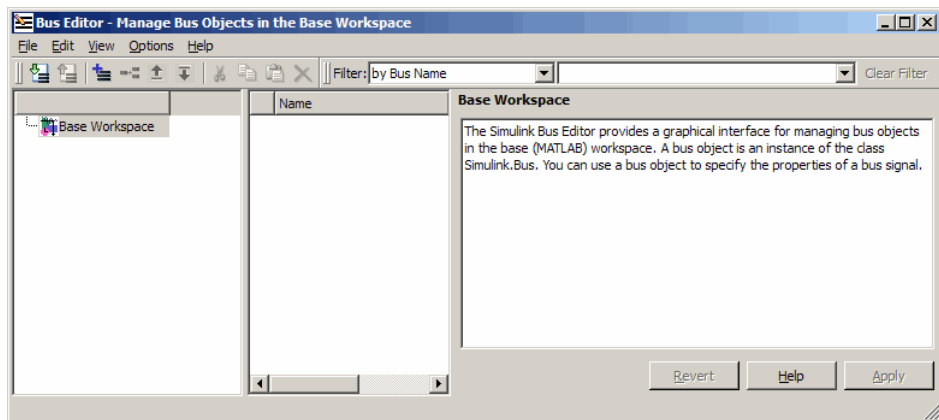 Bus Editor - Manage Bus Objects in the Base Workspace
File Edit View Options Help
Filter: by Bus Name Clear Filter
Name
Base Workspace
Base Workspace
The Simulink Bus Editor provides a graphical interface for managing bus objects
in the base (MATLAB) workspace. A bus object is an instance of the class
Simulink.Bus. You can use a bus object to specify the properties of a bus signal.
Revert Help Apply